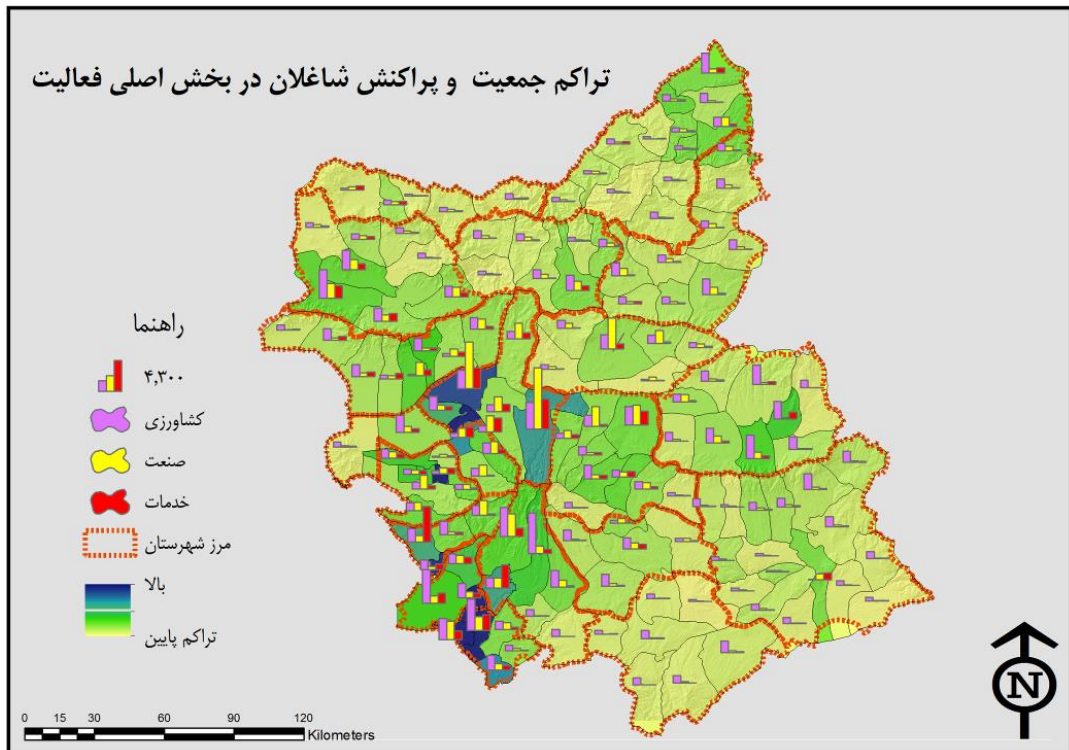 تراکم جمعیت و پراکنش شاغلان در بخش اصلی فعالیت
راهنما
۴,۳۰۰
کشاورزی
صنعت
خدمات
مرز شهرستان
بالا
تراکم پایین
0 15 30 60 90 120
Kilometers
N